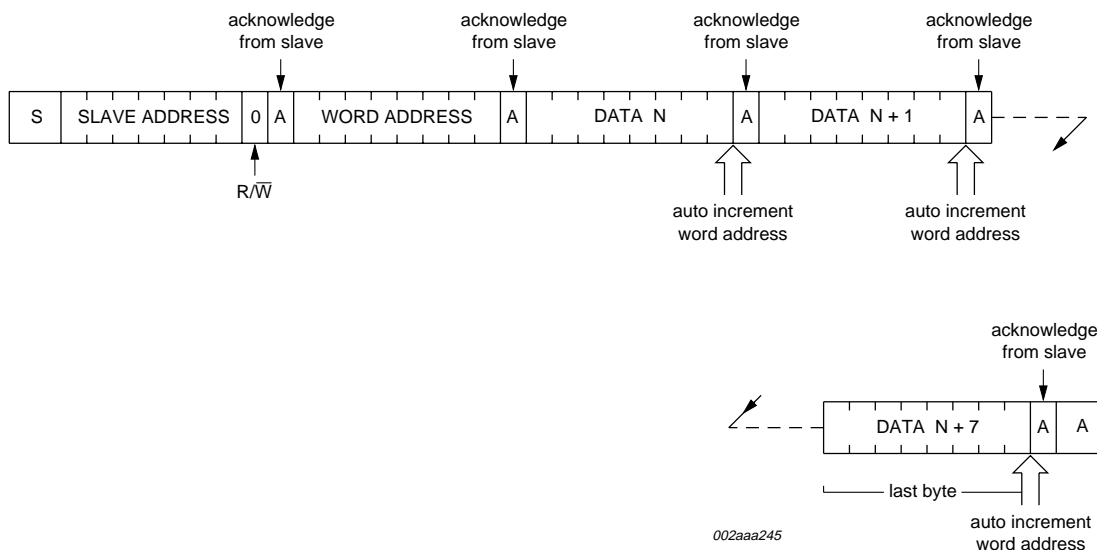 acknowledge
from slave
acknowledge
from slave
acknowledge
from slave
acknowledge
from slave
S SLAVE ADDRESS 0 A WORD ADDRESS A DATA N A DATA N + 1 A
R/W̅
auto increment
word address
auto increment
word address
acknowledge
from slave
DATA N + 7 A A
last byte
auto increment
word address
002aaa245